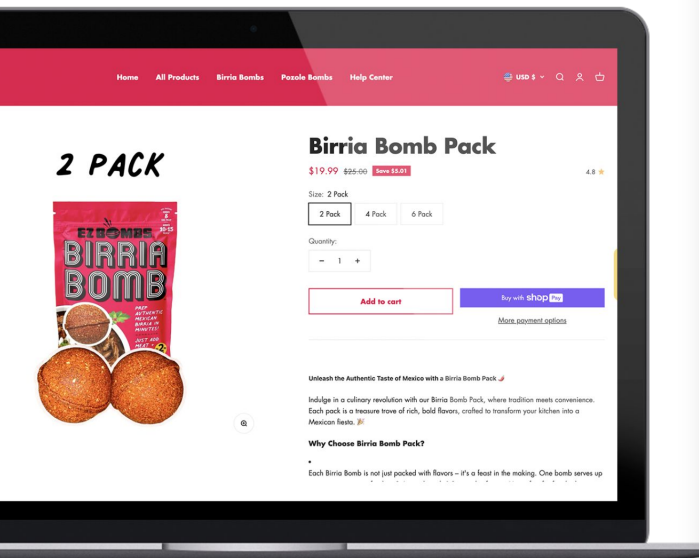 Home All Products Birria Bombs Pozole Bombs Help Center USD $
2 PACK
EZ BOMBS
BIRRIA
BOMB
PREP
AUTHENTIC
MEXICAN
BIRRIA IN
MINUTES!
JUST ADD
MEAT +
Birria Bomb Pack
$19.99 $25.00 Save $5.01 4.8
Size: 2 Pack
2 Pack 4 Pack 6 Pack
Quantity:
− 1 +
Add to cart
Buy with shop Pay
More payment options
Unleash the Authentic Taste of Mexico with a Birria Bomb Pack
Indulge in a culinary revolution with our Birria Bomb Pack, where tradition meets convenience.
Each pack is a treasure trove of rich, bold flavors, crafted to transform your kitchen into a
Mexican fiesta.
Why Choose Birria Bomb Pack?
Each Birria Bomb is not just packed with flavors – it's a feast in the making. One bomb serves up